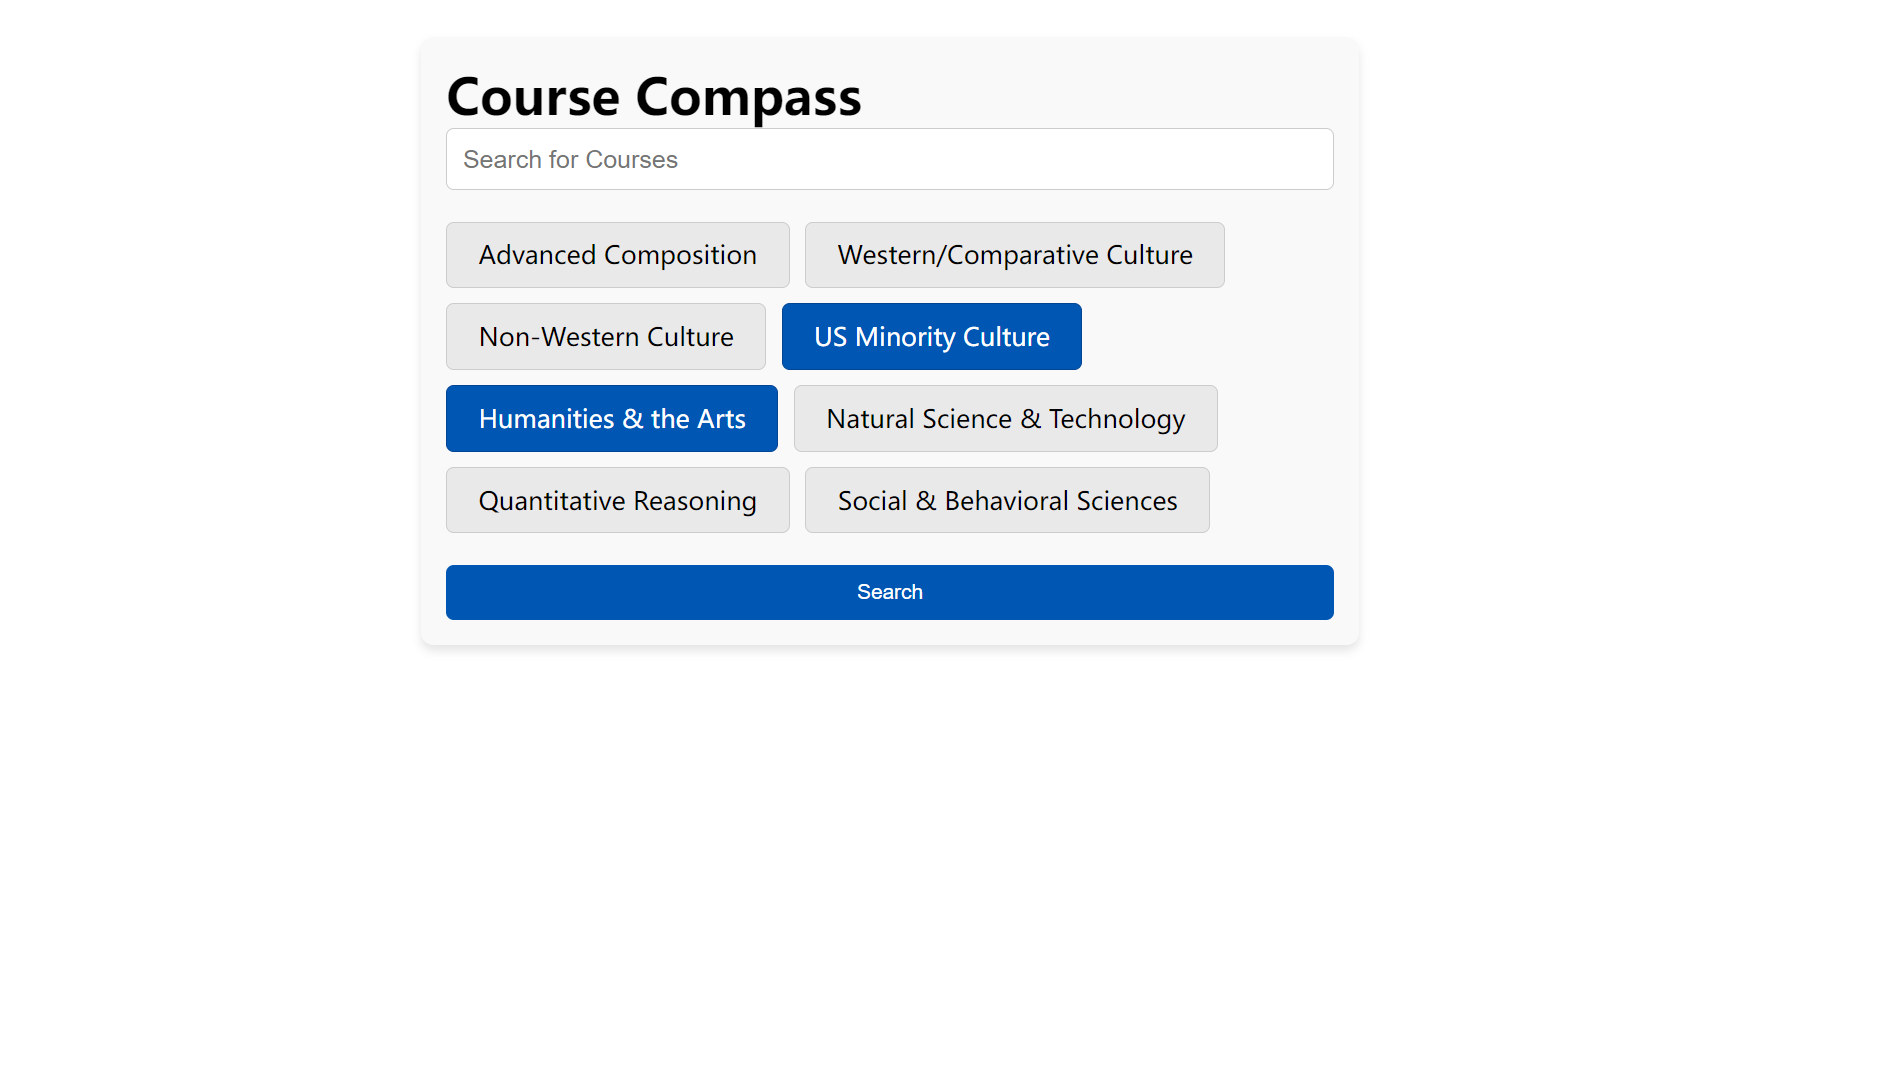 Course Compass
Search for Courses
Advanced Composition Western/Comparative Culture
Non-Western Culture US Minority Culture
Humanities & the Arts Natural Science & Technology
Quantitative Reasoning Social & Behavioral Sciences
Search